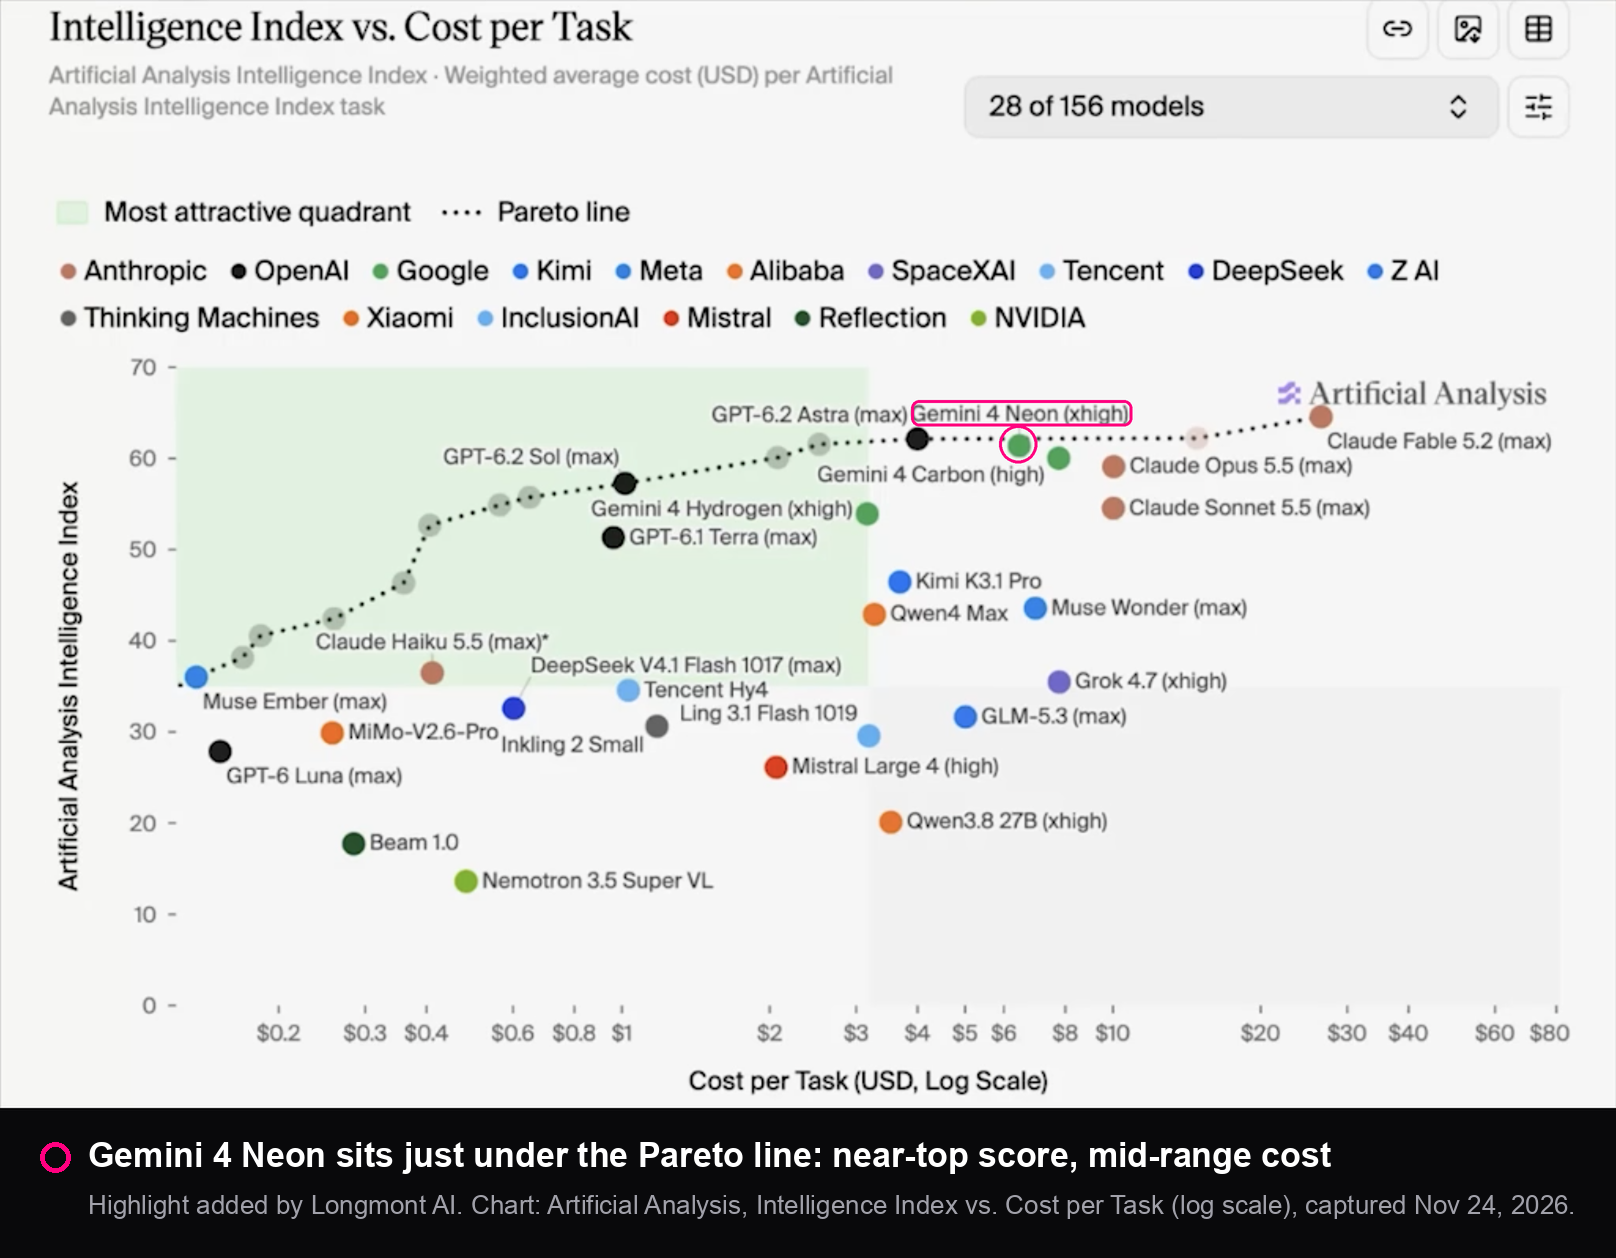 Intelligence Index vs. Cost per Task
Artificial Analysis Intelligence Index · Weighted average cost (USD) per Artificial
Analysis Intelligence Index task
28 of 156 models
Most attractive quadrant
Pareto line
Anthropic OpenAI Google Kimi Meta Alibaba SpaceXAI Tencent DeepSeek Z AI
Thinking Machines Xiaomi InclusionAI Mistral Reflection NVIDIA
Artificial Analysis Intelligence Index
70
60
50
40
30
20
10
0
Artificial Analysis
GPT-6.2 Astra (max)
Gemini 4 Neon (xhigh)
Claude Fable 5.2 (max)
GPT-6.2 Sol (max)
Gemini 4 Carbon (high)
Claude Opus 5.5 (max)
Gemini 4 Hydrogen (xhigh)
Claude Sonnet 5.5 (max)
GPT-6.1 Terra (max)
Kimi K3.1 Pro
Qwen4 Max
Muse Wonder (max)
Claude Haiku 5.5 (max)*
DeepSeek V4.1 Flash 1017 (max)
Grok 4.7 (xhigh)
Tencent Hy4
Muse Ember (max)
Ling 3.1 Flash 1019
GLM-5.3 (max)
MiMo-V2.6-Pro
Inkling 2 Small
GPT-6 Luna (max)
Mistral Large 4 (high)
Qwen3.8 27B (xhigh)
Beam 1.0
Nemotron 3.5 Super VL
$0.2 $0.3 $0.4 $0.6 $0.8 $1 $2 $3 $4 $5 $6 $8 $10 $20 $30 $40 $60 $80
Cost per Task (USD, Log Scale)
Gemini 4 Neon sits just under the Pareto line: near-top score, mid-range cost
Highlight added by Longmont AI. Chart: Artificial Analysis, Intelligence Index vs. Cost per Task (log scale), captured Nov 24, 2026.